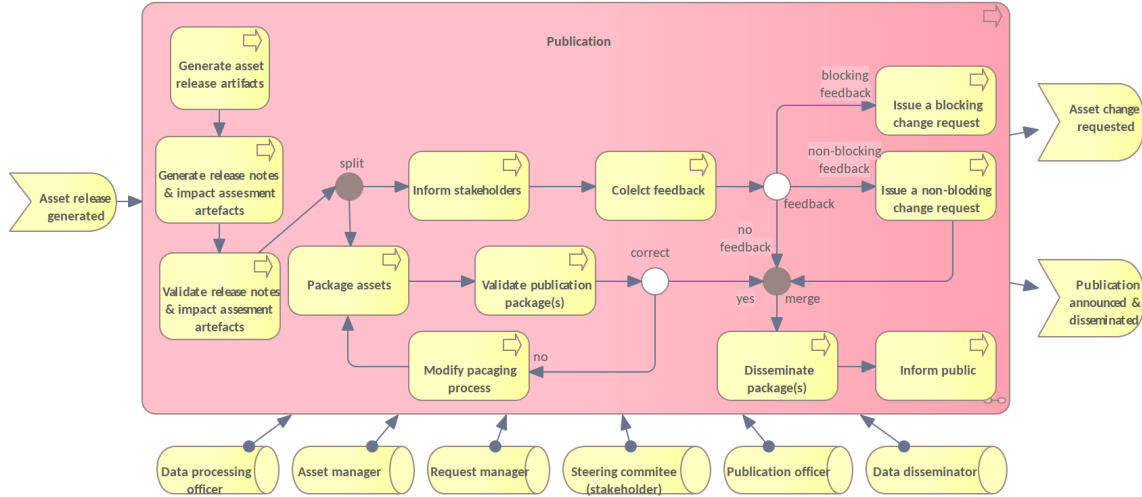 Publication
Generate asset
release artifacts
Generate release notes
& impact assesment
artefacts
Validate release notes
& impact assesment
artefacts
Asset release
generated
split
Inform stakeholders
Colelct feedback
feedback
blocking
feedback
Issue a blocking
change request
non-blocking
feedback
Issue a non-blocking
change request
no
feedback
Package assets
Validate publication
package(s)
correct
yes
merge
no
Modify pacaging
process
Disseminate
package(s)
Inform public
Asset change
requested
Publication
announced &
disseminated
Data processing
officer
Asset manager
Request manager
Steering commitee
(stakeholder)
Publication officer
Data disseminator